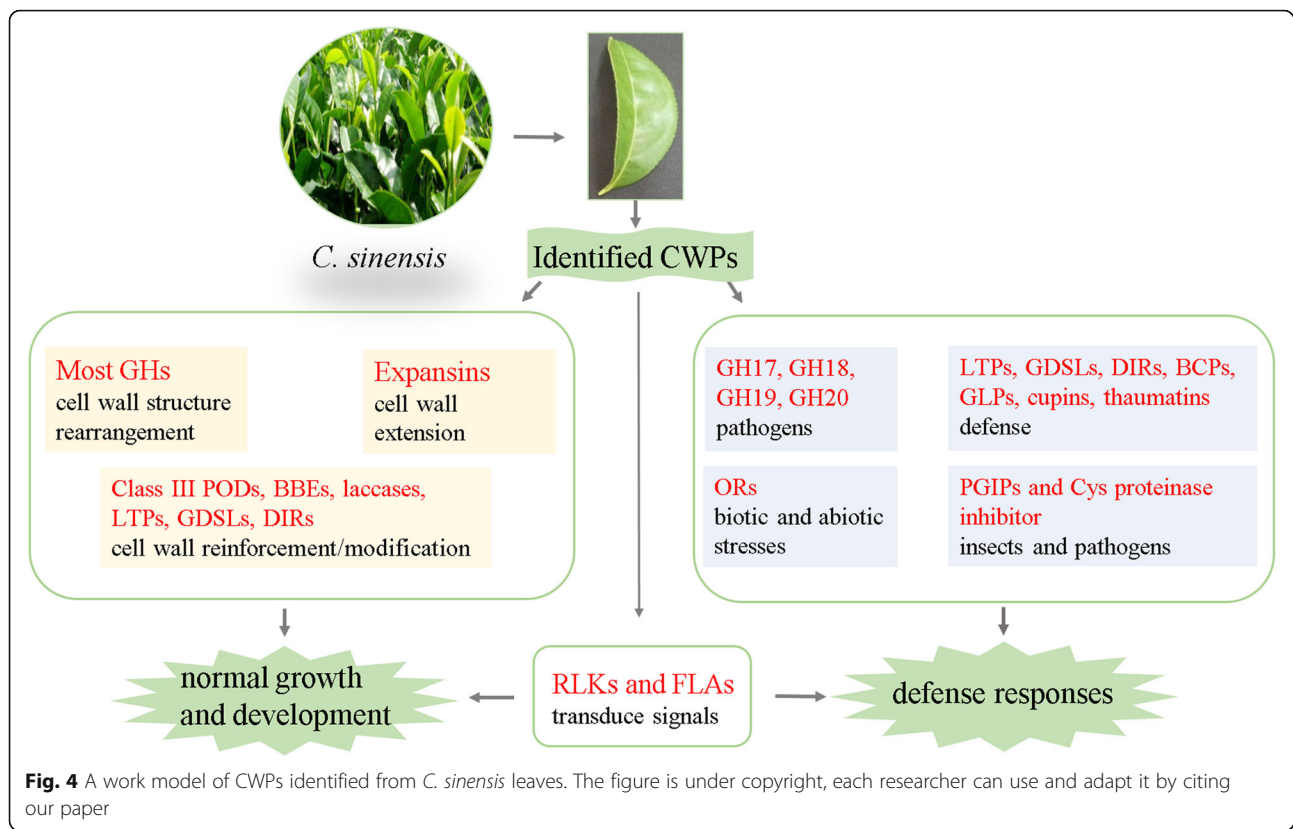 C. sinensis
Identified CWPs
Most GHs
cell wall structure
rearrangement
Expansins
cell wall
extension
Class III PODs, BBEs, laccases,
LTPs, GDSLs, DIRs
cell wall reinforcement/modification
GH17, GH18,
GH19, GH20
pathogens
LTPs, GDSLs, DIRs, BCPs,
GLPs, cupins, thaumatins
defense
ORs
biotic and abiotic
stresses
PGIPs and Cys proteinase
inhibitor
insects and pathogens
normal growth
and development
RLKs and FLAs
transduce signals
defense responses
Fig. 4 A work model of CWPs identified from C. sinensis leaves. The figure is under copyright, each researcher can use and adapt it by citing
our paper